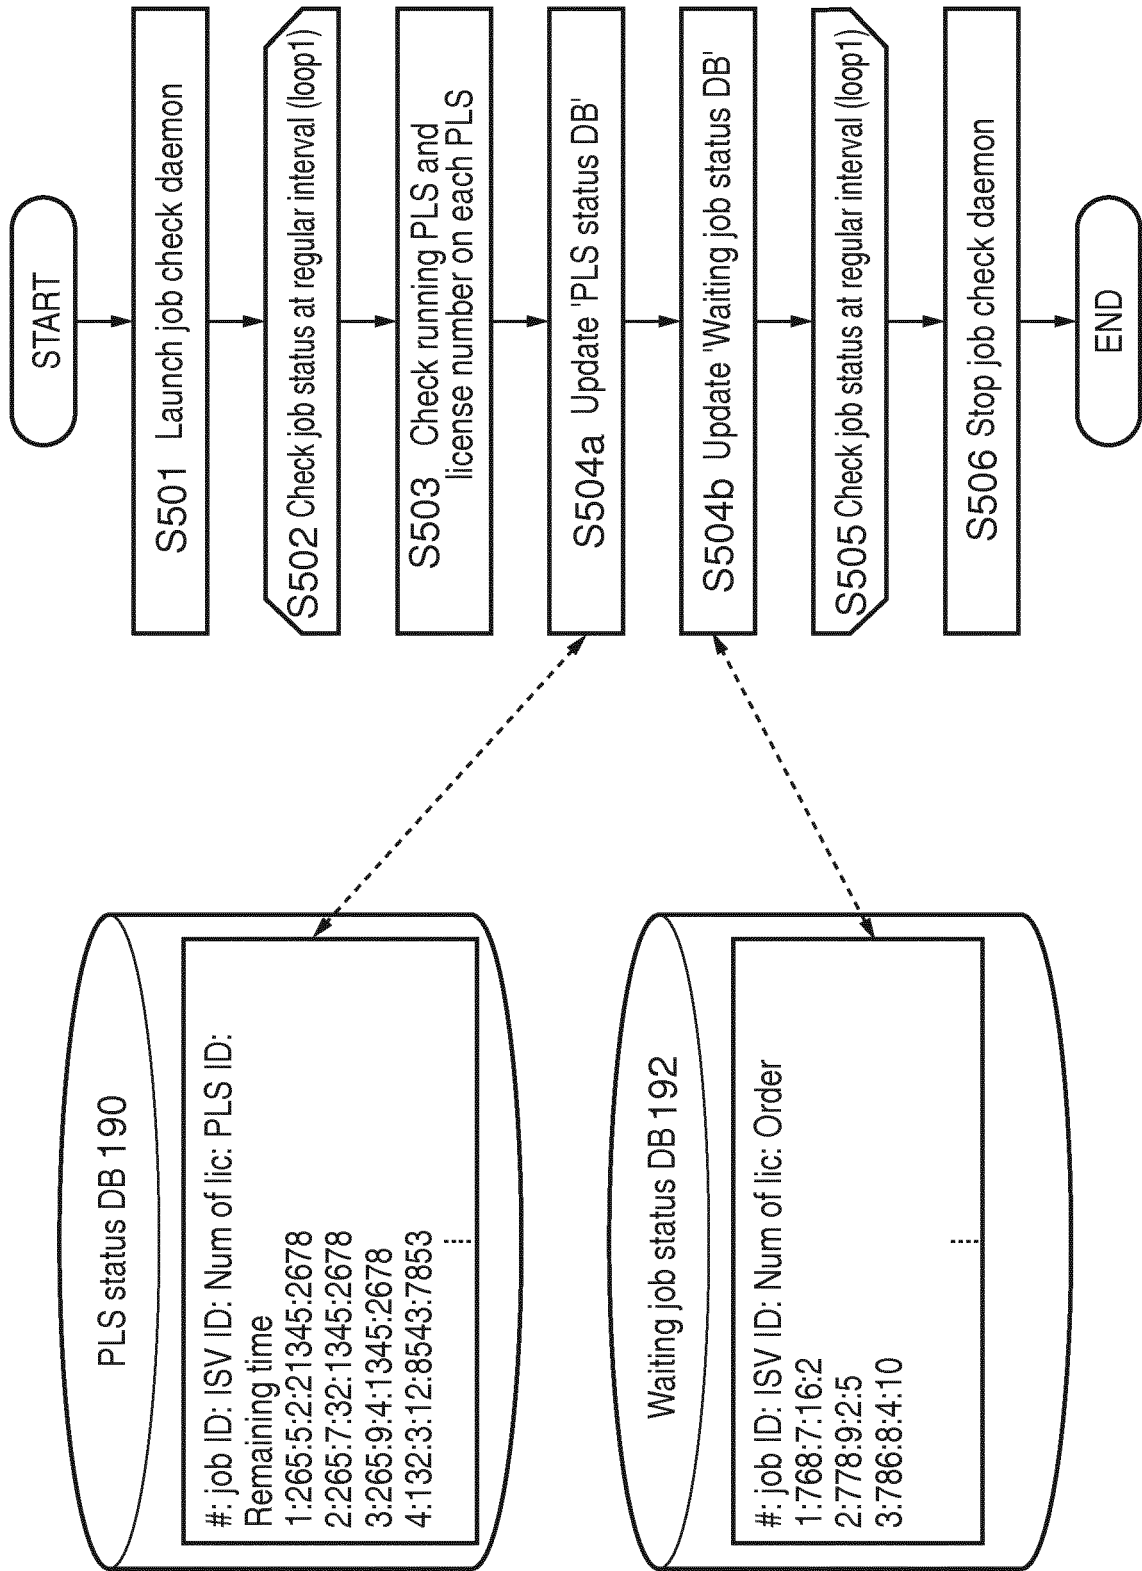 START
S501 Launch job check daemon
S502 Check job status at regular interval (loop1)
S503 Check running PLS and
license number on each PLS
S504a Update 'PLS status DB'
S504b Update 'Waiting job status DB'
S505 Check job status at regular interval (loop1)
S506 Stop job check daemon
END
PLS status DB 190
#: job ID: ISV ID: Num of lic: PLS ID:
Remaining time
1:265:5:2:21345:2678
2:265:7:32:1345:2678
3:265:9:4:1345:2678
4:132:3:12:8543:7853
Waiting job status DB 192
#: job ID: ISV ID: Num of lic: Order
1:768:7:16:2
2:778:9:2:5
3:786:8:4:10